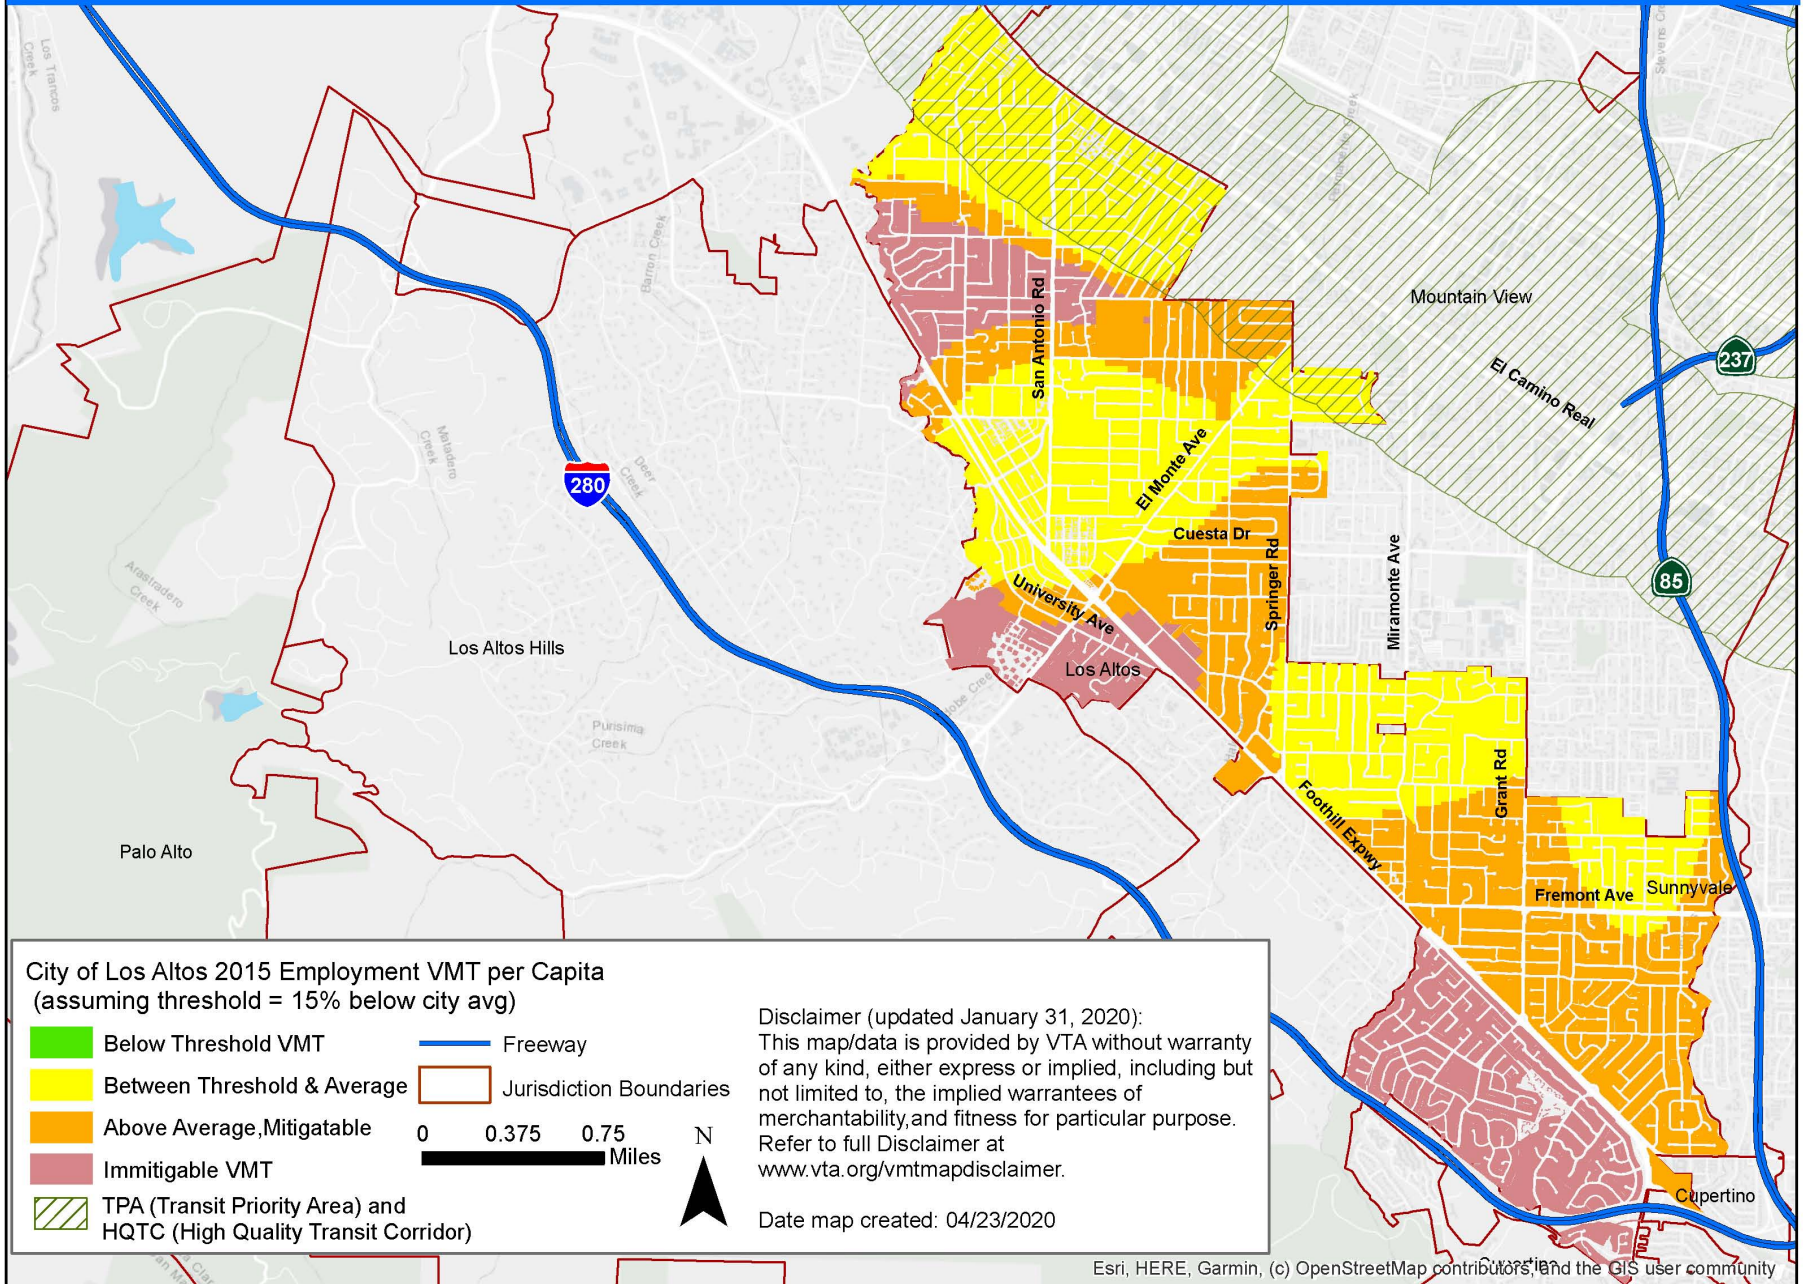 Los Trancos
Creek
Stevens Cr
Permanente Creek
Barron Creek
Mountain View
San Antonio Rd
237
El Camino Real
Matadero
Creek
Deer
Creek
280
El Monte Ave
Cuesta Dr
Springer Rd
Miramonte Ave
85
Arastradero
Creek
University Ave
Los Altos Hills
Los Altos
Adobe Creek
Purisima
Creek
Grant Rd
Foothill Expwy
Palo Alto
Fremont Ave
Sunnyvale
City of Los Altos 2015 Employment VMT per Capita
(assuming threshold = 15% below city avg)
Below Threshold VMT
Between Threshold & Average
Above Average,Mitigatable
Immitigable VMT
TPA (Transit Priority Area) and
HQTC (High Quality Transit Corridor)
Freeway
Jurisdiction Boundaries
0 0.375 0.75
Miles
N
Disclaimer (updated January 31, 2020):
This map/data is provided by VTA without warranty
of any kind, either express or implied, including but
not limited to, the implied warrantees of
merchantability,and fitness for particular purpose.
Refer to full Disclaimer at
www.vta.org/vmtmapdisclaimer.
Date map created: 04/23/2020
Cupertino
Cupertino
Esri, HERE, Garmin, (c) OpenStreetMap contributors, and the GIS user community